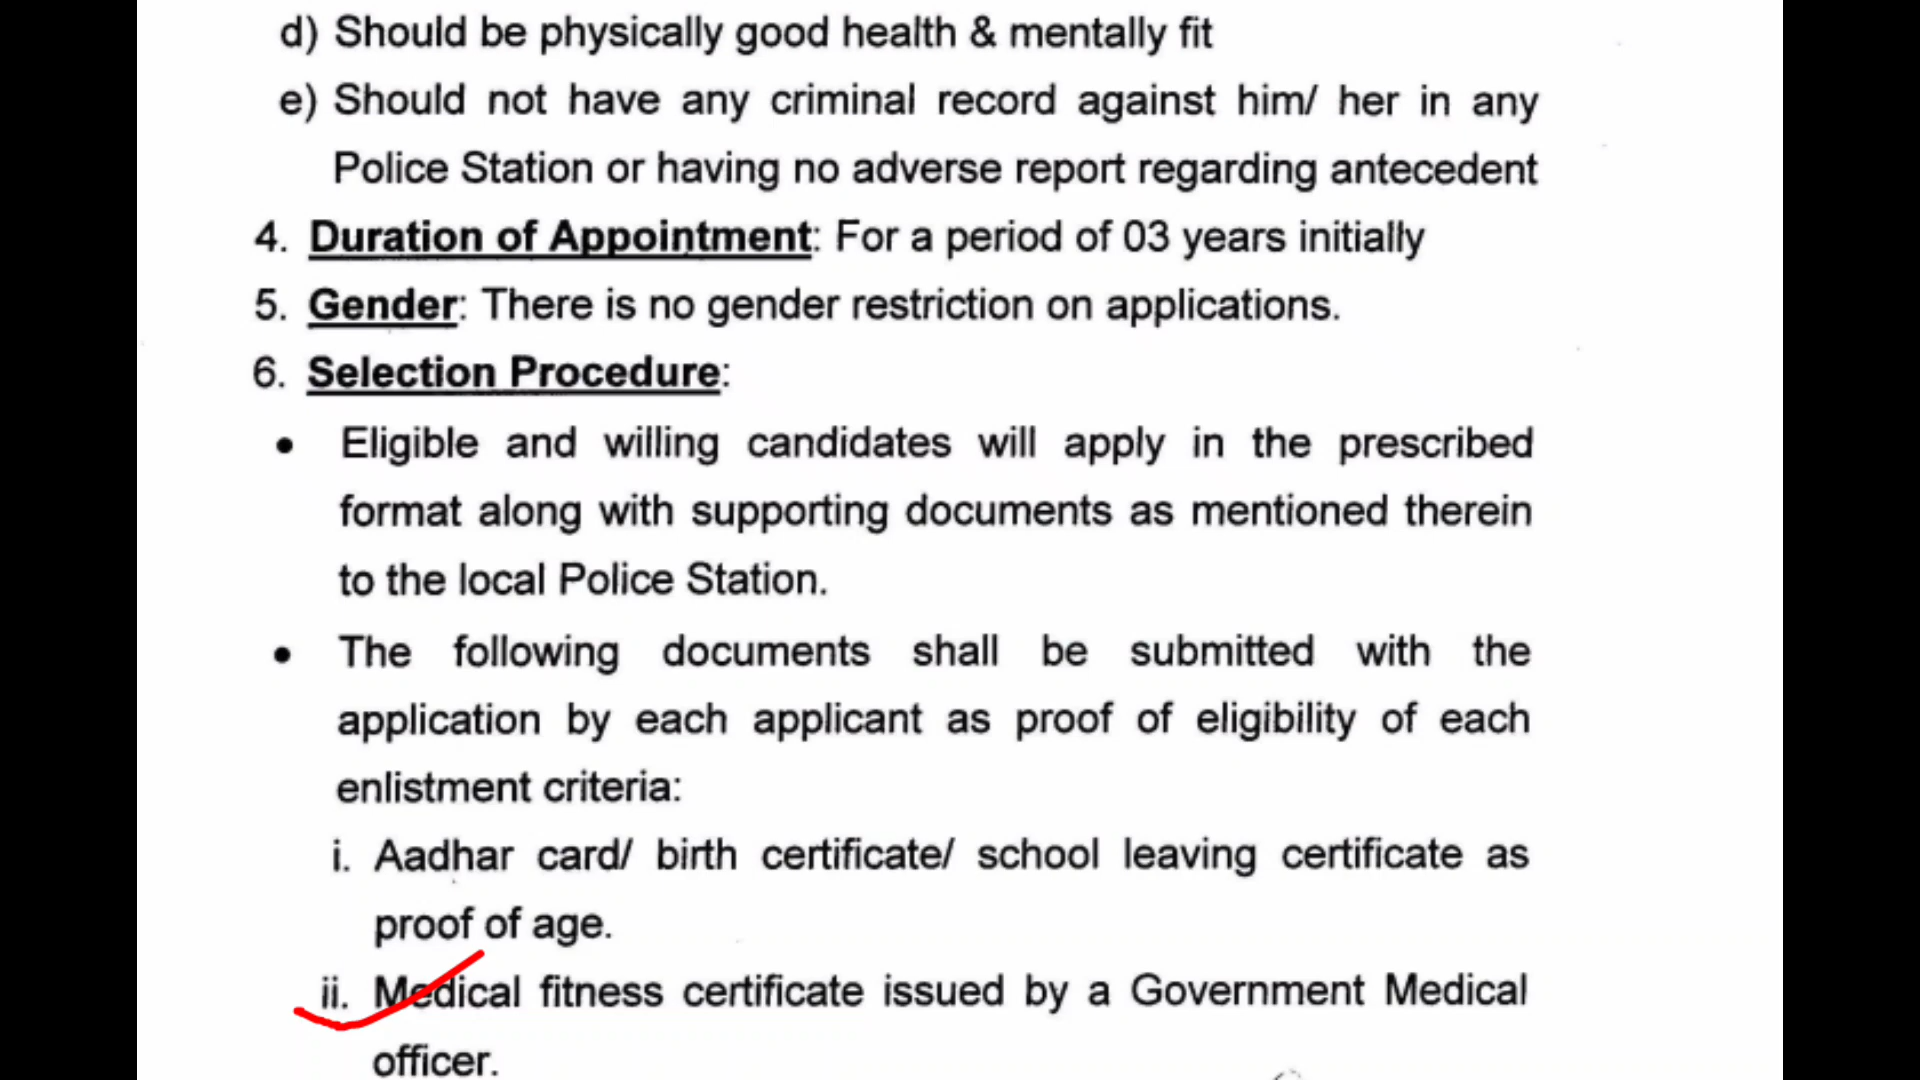 d) Should be physically good health & mentally fit
e) Should not have any criminal record against him/ her in any
Police Station or having no adverse report regarding antecedent
4. Duration of Appointment: For a period of 03 years initially
5. Gender: There is no gender restriction on applications.
6. Selection Procedure:
• Eligible and willing candidates will apply in the prescribed
format along with supporting documents as mentioned therein
to the local Police Station.
• The following documents shall be submitted with the
application by each applicant as proof of eligibility of each
enlistment criteria:
i. Aadhar card/ birth certificate/ school leaving certificate as
proof of age.
ii. Medical fitness certificate issued by a Government Medical
officer.